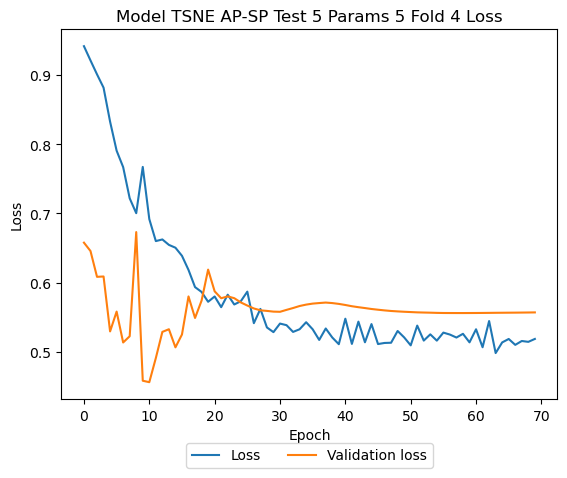 Model TSNE AP-SP Test 5 Params 5 Fold 4 Loss
Loss
0.9
0.8
0.7
0.6
0.5
0 10 20 30 40 50 60 70
Epoch
Loss Validation loss